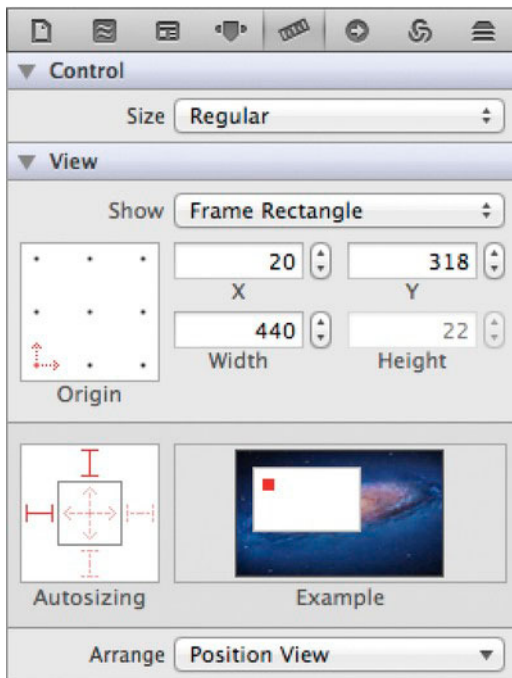 Control
Size Regular
View
Show Frame Rectangle
20 318
X Y
440 22
Width Height
Origin
Autosizing Example
Arrange Position View